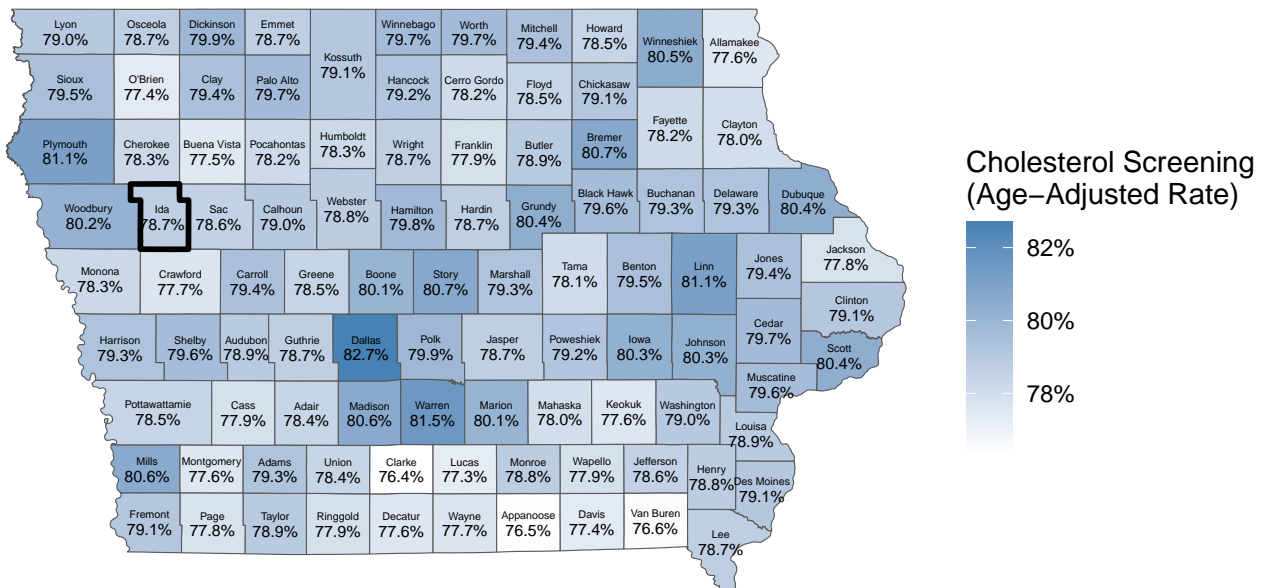 Lyon
79.0%
Osceola
78.7%
Dickinson
79.9%
Emmet
78.7%
Kossuth
79.1%
Winnebago
79.7%
Worth
79.7%
Mitchell
79.4%
Howard
78.5%
Winneshiek
80.5%
Allamakee
77.6%
Sioux
79.5%
O'Brien
77.4%
Clay
79.4%
Palo Alto
79.7%
Hancock
79.2%
Cerro Gordo
78.2%
Floyd
78.5%
Chickasaw
79.1%
Fayette
78.2%
Clayton
78.0%
Plymouth
81.1%
Cherokee
78.3%
Buena Vista
77.5%
Pocahontas
78.2%
Humboldt
78.3%
Wright
78.7%
Franklin
77.9%
Butler
78.9%
Bremer
80.7%
Woodbury
80.2%
Ida
78.7%
Sac
78.6%
Calhoun
79.0%
Webster
78.8%
Hamilton
79.8%
Hardin
78.7%
Grundy
80.4%
Black Hawk
79.6%
Buchanan
79.3%
Delaware
79.3%
Dubuque
80.4%
Monona
78.3%
Crawford
77.7%
Carroll
79.4%
Greene
78.5%
Boone
80.1%
Story
80.7%
Marshall
79.3%
Tama
78.1%
Benton
79.5%
Linn
81.1%
Jones
79.4%
Jackson
77.8%
Clinton
79.1%
Harrison
79.3%
Shelby
79.6%
Audubon
78.9%
Guthrie
78.7%
Dallas
82.7%
Polk
79.9%
Jasper
78.7%
Poweshiek
79.2%
Iowa
80.3%
Johnson
80.3%
Cedar
79.7%
Scott
80.4%
Muscatine
79.6%
Pottawattamie
78.5%
Cass
77.9%
Adair
78.4%
Madison
80.6%
Warren
81.5%
Marion
80.1%
Mahaska
78.0%
Keokuk
77.6%
Washington
79.0%
Louisa
78.9%
Mills
80.6%
Montgomery
77.6%
Adams
79.3%
Union
78.4%
Clarke
76.4%
Lucas
77.3%
Monroe
78.8%
Wapello
77.9%
Jefferson
78.6%
Henry
78.8%
Des Moines
79.1%
Fremont
79.1%
Page
77.8%
Taylor
78.9%
Ringgold
77.9%
Decatur
77.6%
Wayne
77.7%
Appanoose
76.5%
Davis
77.4%
Van Buren
76.6%
Lee
78.7%
Cholesterol Screening
(Age−Adjusted Rate)
82%
80%
78%